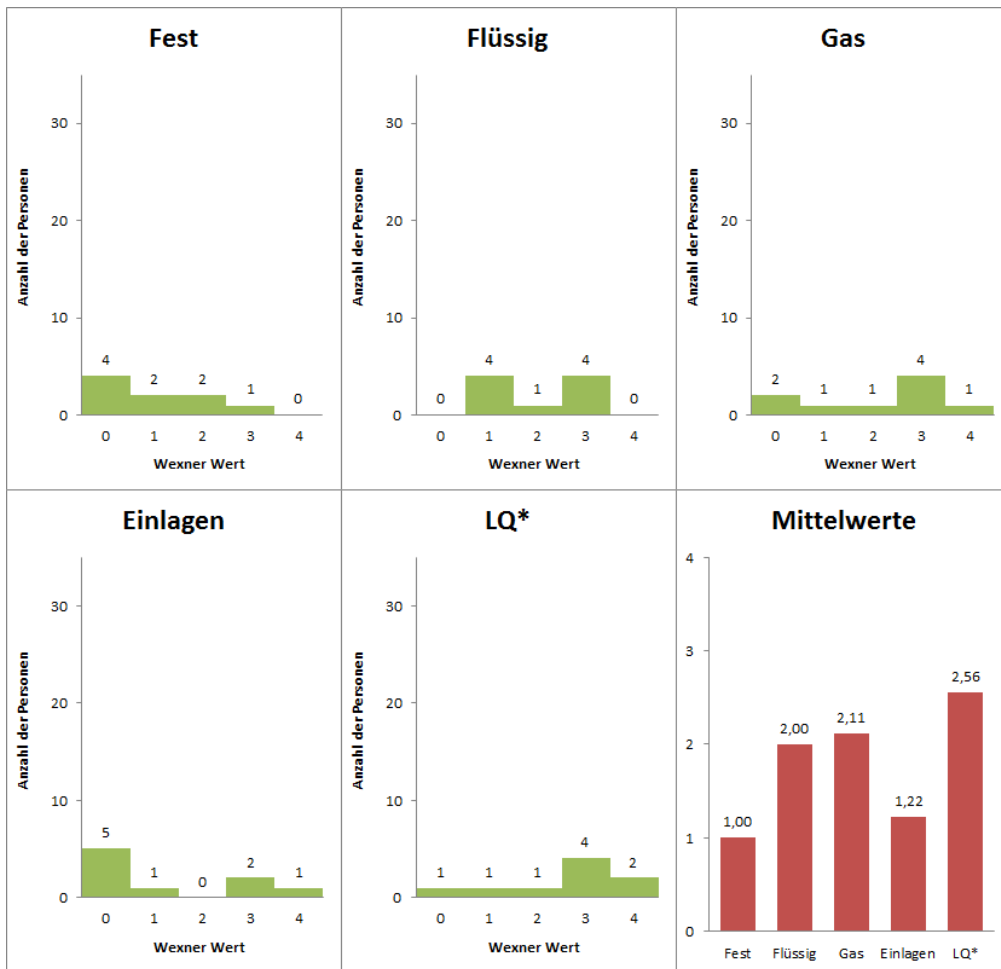 Fest
Anzahl der Personen
30
20
10
0
4
2
2
1
0
0 1 2 3 4
Wexner Wert
Flüssig
Anzahl der Personen
30
20
10
0
0
4
1
4
0
0 1 2 3 4
Wexner Wert
Gas
Anzahl der Personen
30
20
10
0
2
1
1
4
1
0 1 2 3 4
Wexner Wert
Einlagen
Anzahl der Personen
30
20
10
0
5
1
0
2
1
0 1 2 3 4
Wexner Wert
LQ*
Anzahl der Personen
30
20
10
0
1
1
1
4
2
0 1 2 3 4
Wexner Wert
Mittelwerte
4
3
2
1
0
1,00
2,00
2,11
1,22
2,56
Fest Flüssig Gas Einlagen LQ*